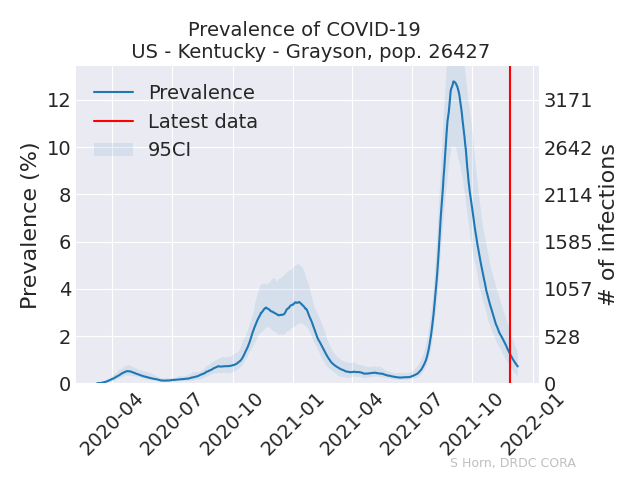 Prevalence of COVID-19
US - Kentucky - Grayson, pop. 26427
Prevalence
Latest data
95CI
Prevalence (%)
12
10
8
6
4
2
0
3171
2642
2114
1585
1057
528
0
# of infections
2020-04
2020-07
2020-10
2021-01
2021-04
2021-07
2021-10
2022-01
S Horn, DRDC CORA